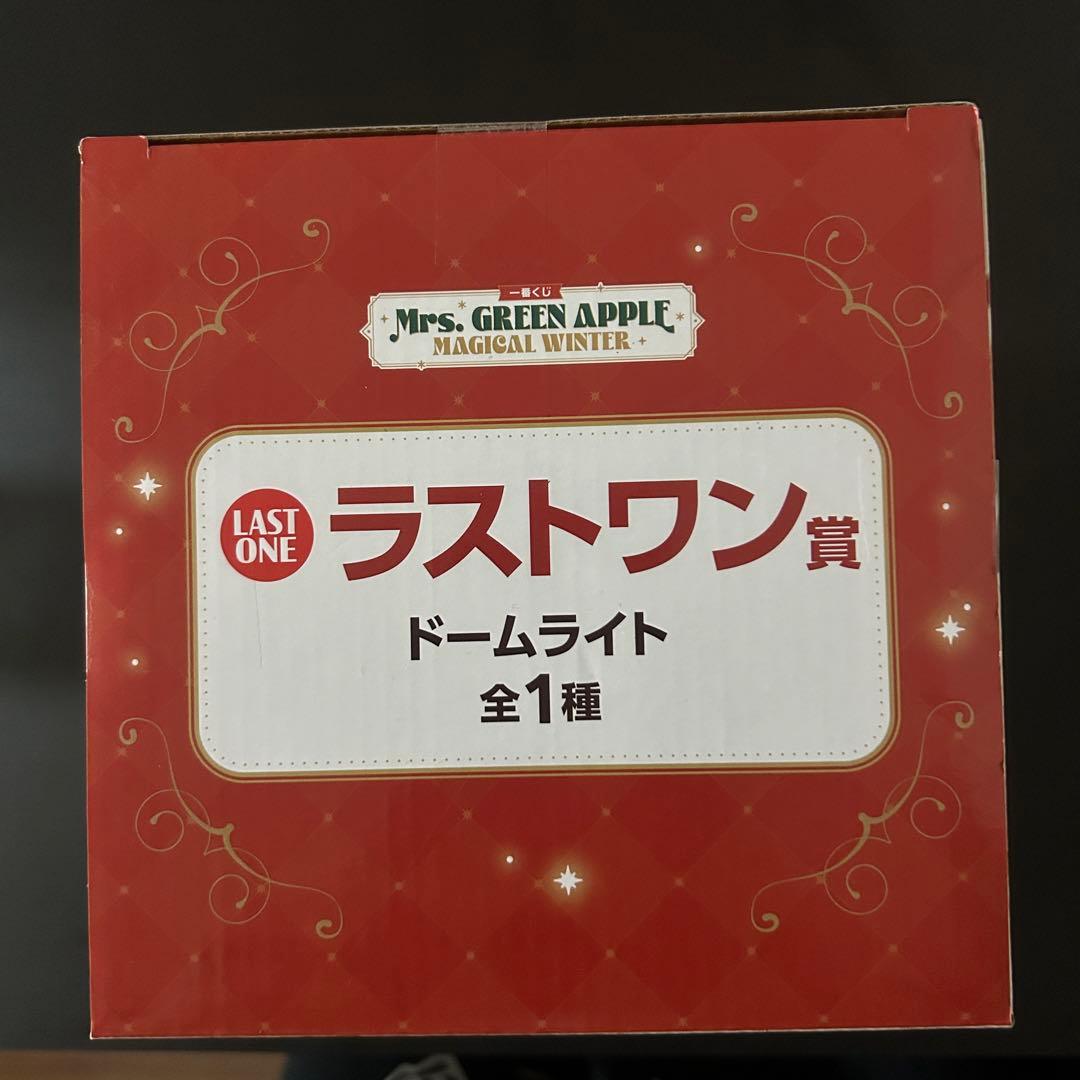 一番くじ
Mrs. GREEN APPLE
MAGICAL WINTER
LAST
ONE
ラストワン賞
ドームライト
全1種